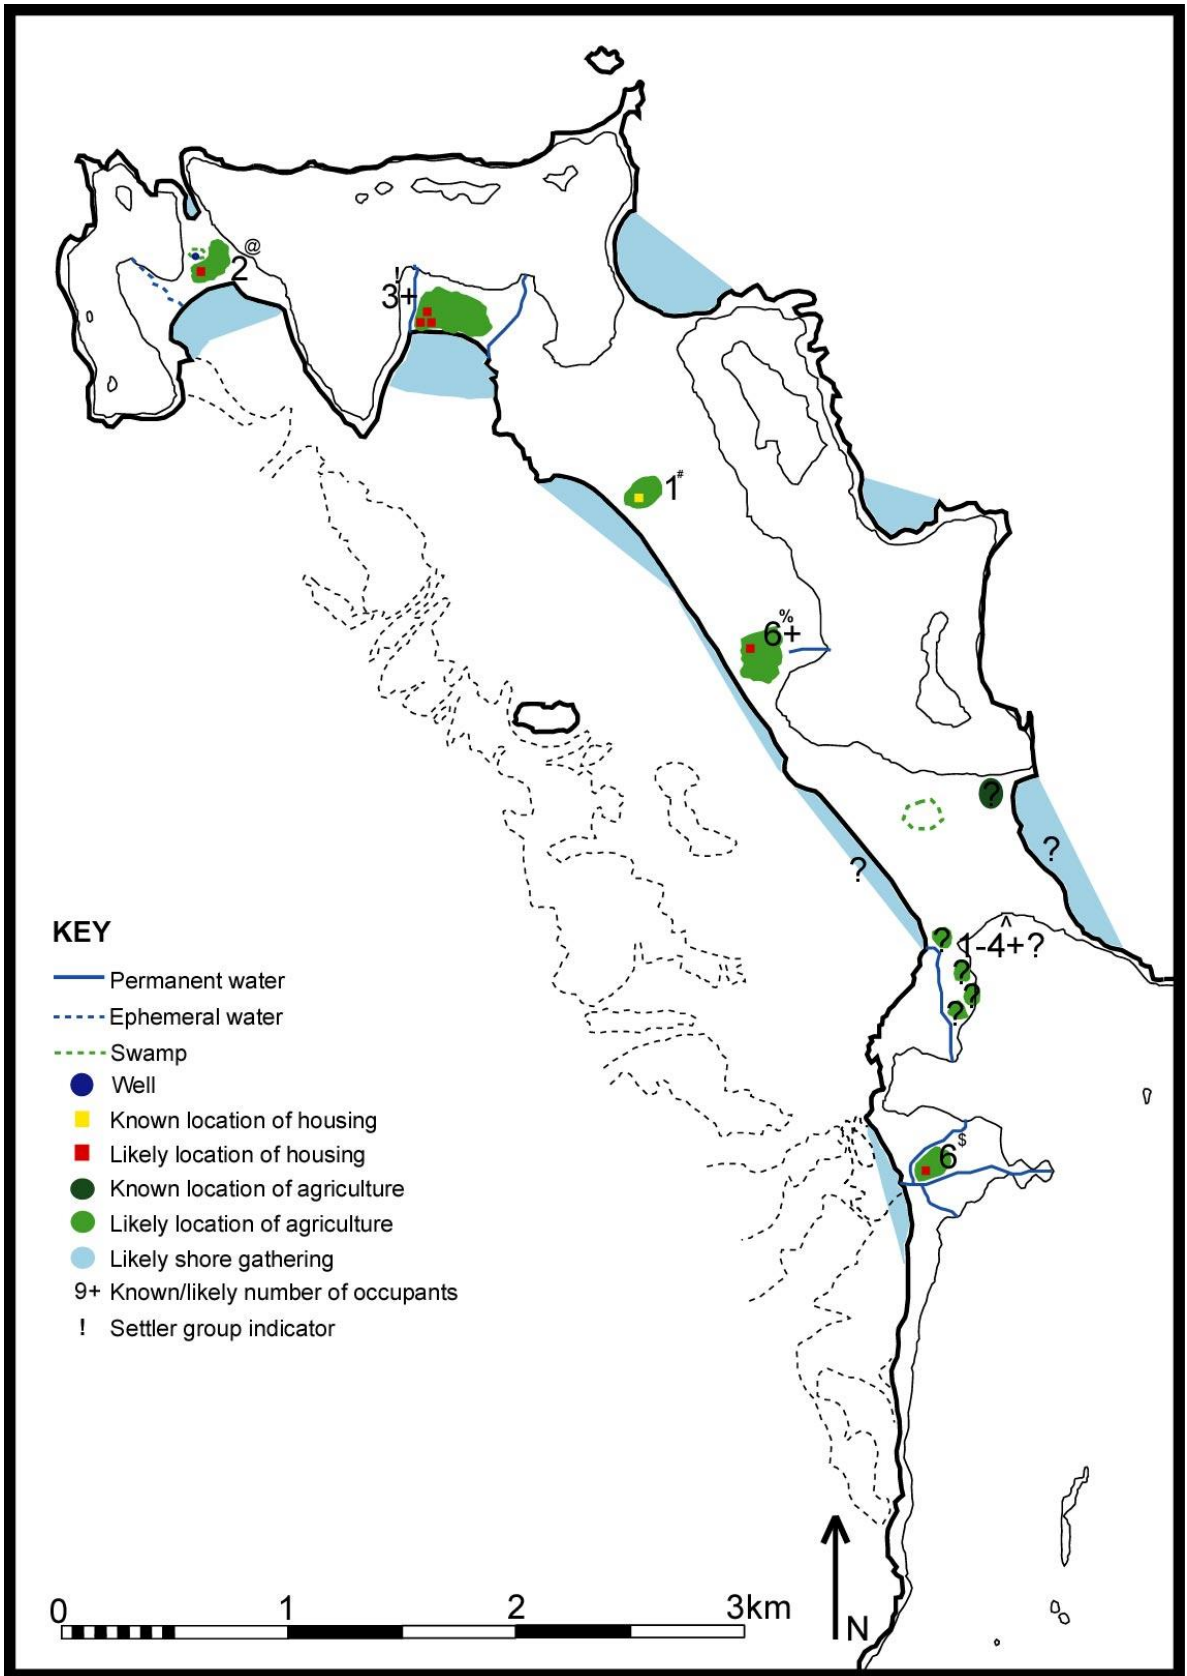 @
2
!
3+
1#
%
6+
?
?
?
^
? 1-4+?
?
?
?
6$
KEY
Permanent water
Ephemeral water
Swamp
Well
Known location of housing
Likely location of housing
Known location of agriculture
Likely location of agriculture
Likely shore gathering
9+ Known/likely number of occupants
! Settler group indicator
0 1 2 3km
N